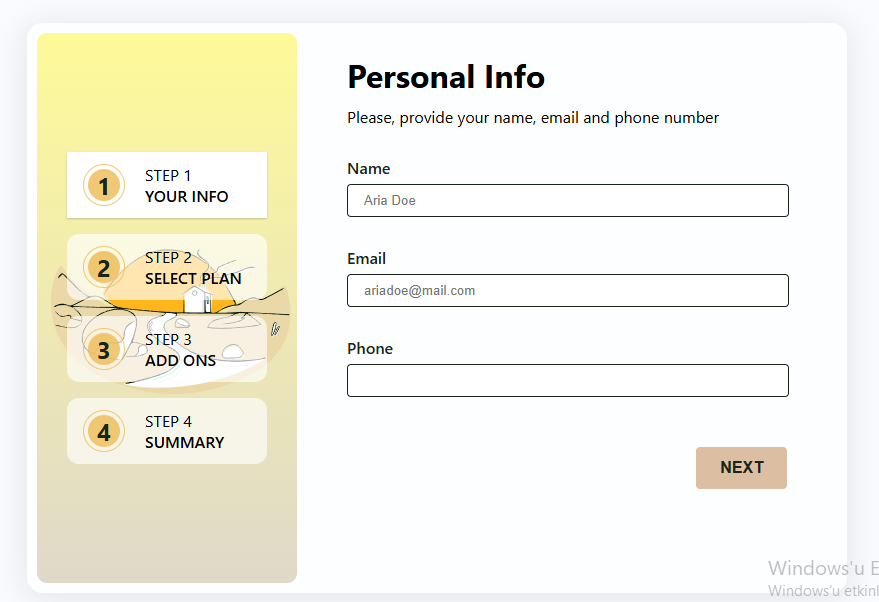 1
STEP 1
YOUR INFO
2
STEP 2
SELECT PLAN
3
STEP 3
ADD ONS
4
STEP 4
SUMMARY
Personal Info
Please, provide your name, email and phone number
Name
Aria Doe
Email
ariadoe@mail.com
Phone
NEXT
Windows'u E
Windows'u etkinl